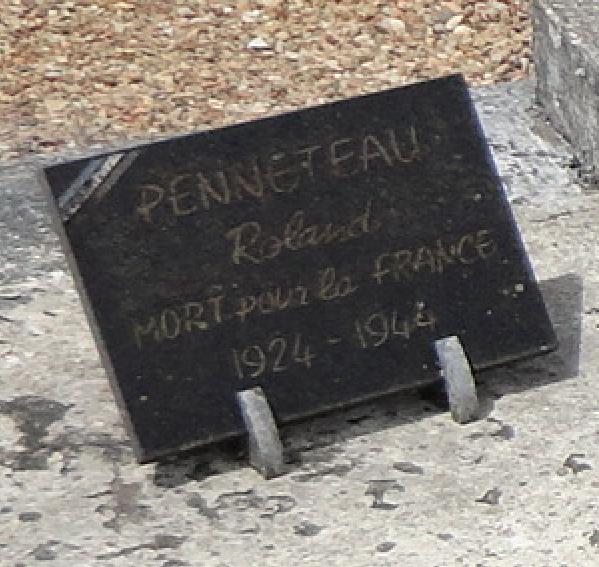 PENNETEAU
Roland
MORT pour la FRANCE
1924 - 1944